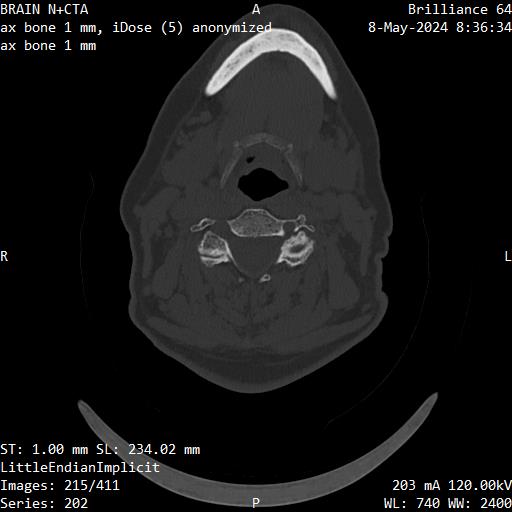 BRAIN N+CTA
A
Brilliance 64
ax bone 1 mm, iDose (5) anonymized
8-May-2024 8:36:34
ax bone 1 mm
R
L
ST: 1.00 mm SL: 234.02 mm
LittleEndianImplicit
Images: 215/411
203 mA 120.00kV
Series: 202
P
WL: 740 WW: 2400